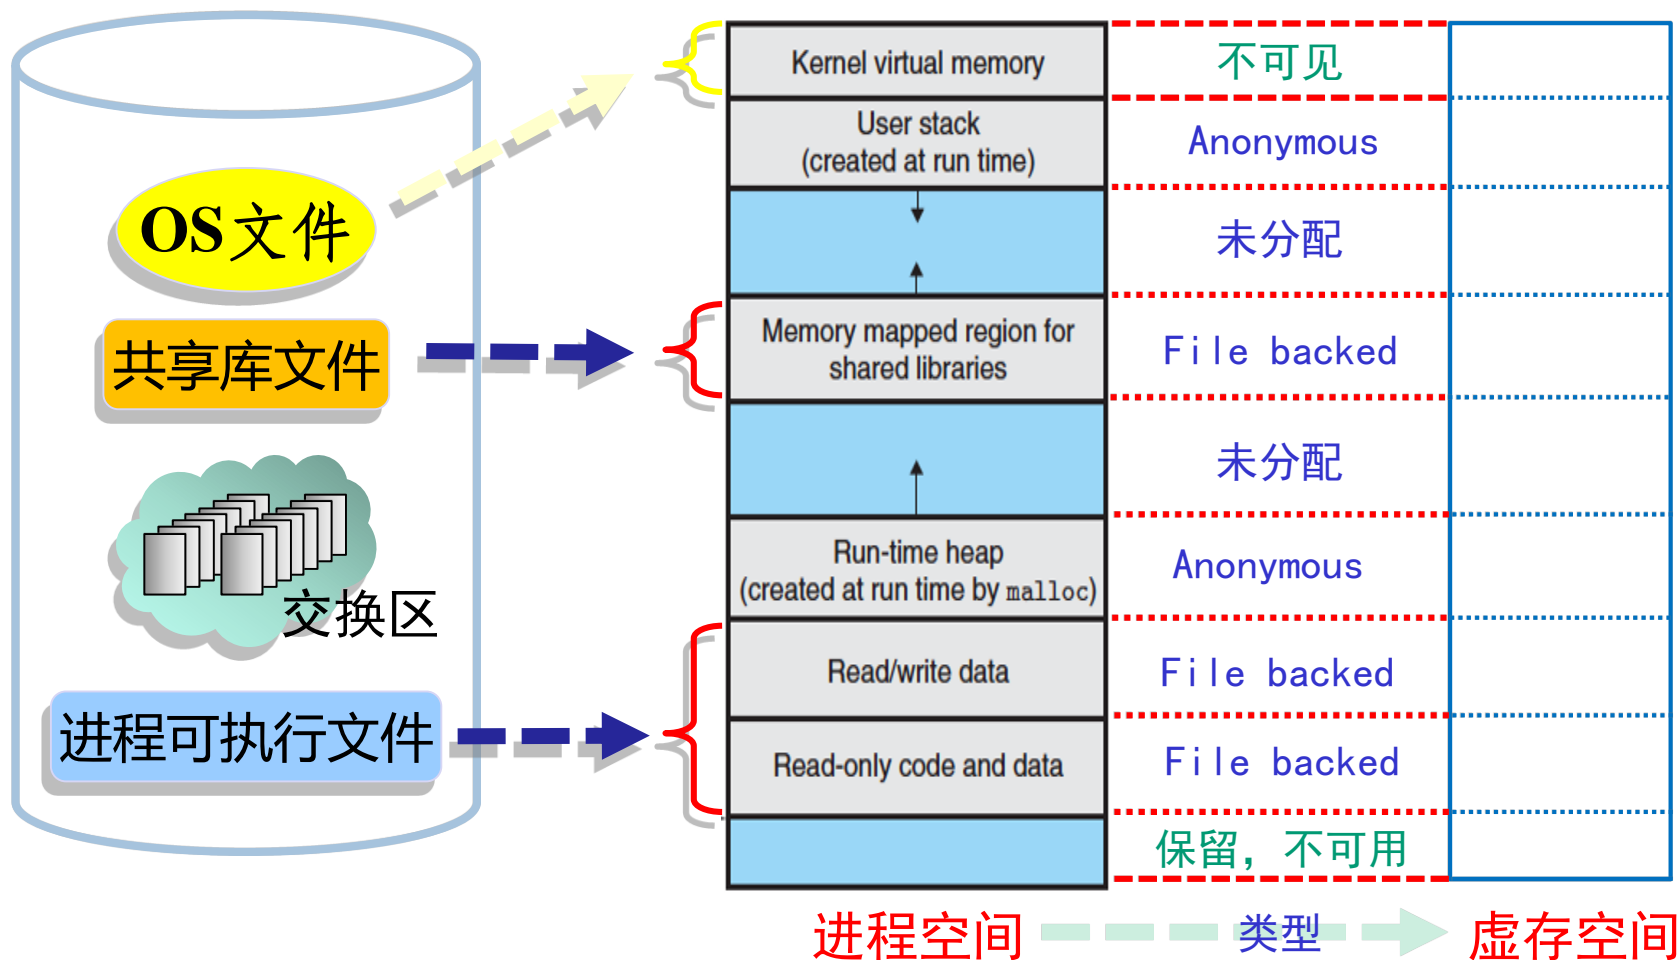 OS文件
共享库文件
交换区
进程可执行文件
Kernel virtual memory
不可见
User stack
(created at run time)
Anonymous
未分配
Memory mapped region for
shared libraries
File backed
未分配
Run-time heap
(created at run time by malloc)
Anonymous
Read/write data
File backed
Read-only code and data
File backed
保留，不可用
进程空间
类型
虚存空间